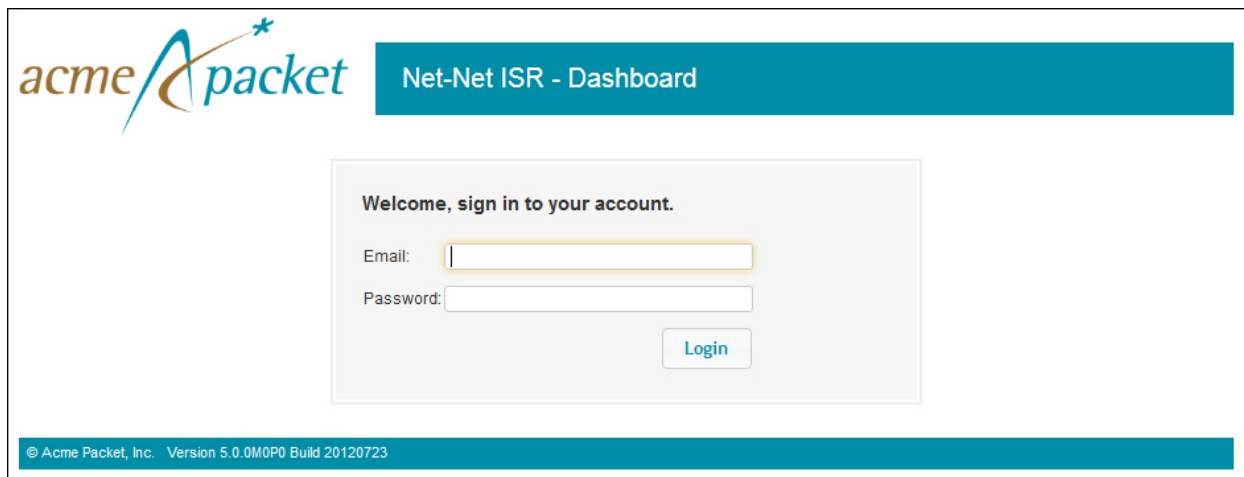 acme packet
Net-Net ISR - Dashboard
Welcome, sign in to your account.
Email:
Password:
Login
© Acme Packet, Inc. Version 5.0.0M0P0 Build 20120723